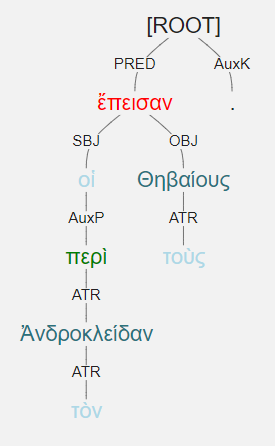 [ROOT]
PRED AuxK
ἔπεισαν .
SBJ OBJ
οἱ Θηβαίους
AuxP ATR
περὶ τοὺς
ATR
Ἀνδροκλείδαν
ATR
τὸν